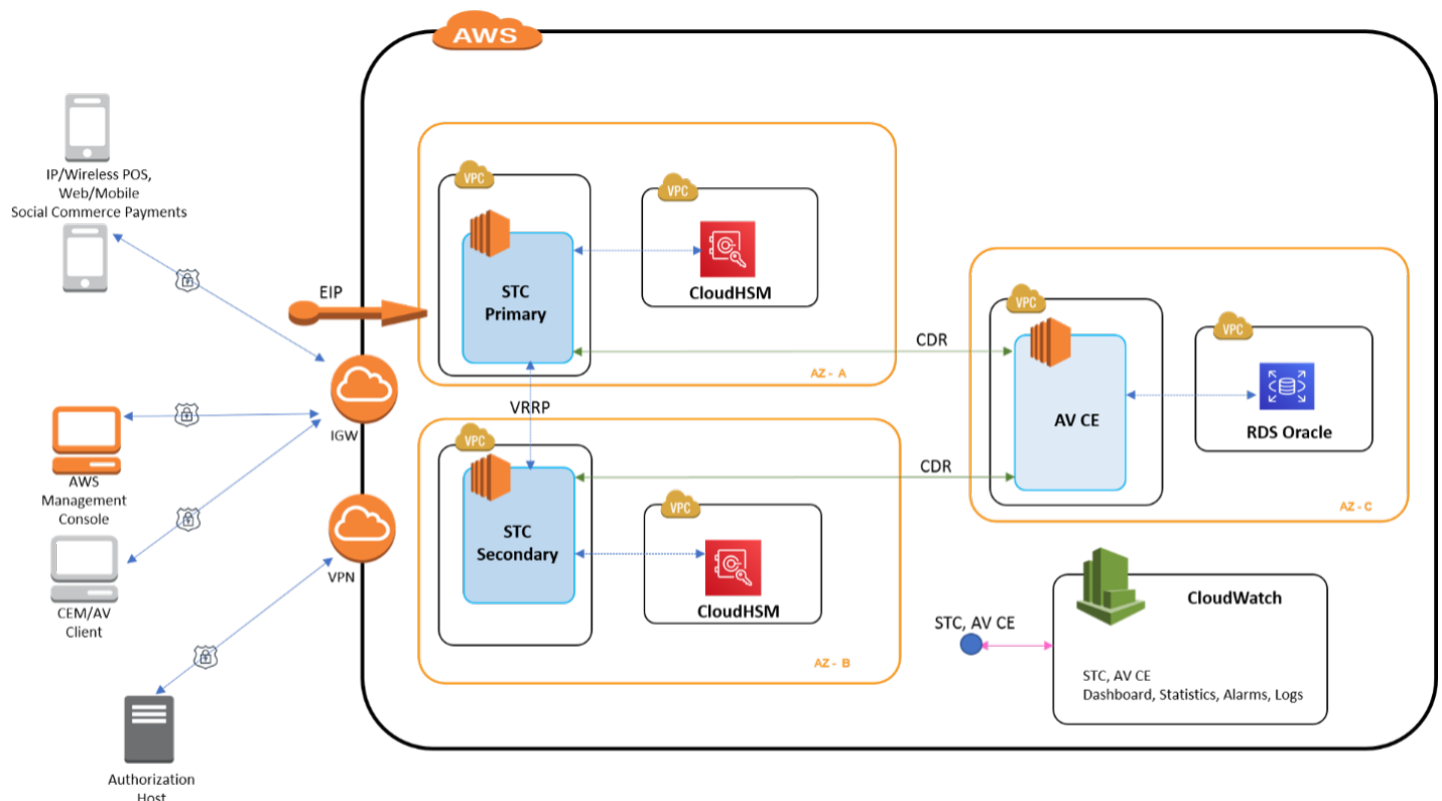 AWS
IP/Wireless POS,
Web/Mobile
Social Commerce Payments
EIP
IGW
AWS
Management
Console
VPN
CEM/AV
Client
Authorization
Host
VPC
STC
Primary
VPC
CloudHSM
AZ - A
VRRP
CDR
VPC
STC
Secondary
VPC
CloudHSM
AZ - B
CDR
VPC
AV CE
VPC
RDS Oracle
AZ - C
STC, AV CE
CloudWatch
STC, AV CE
Dashboard, Statistics, Alarms, Logs